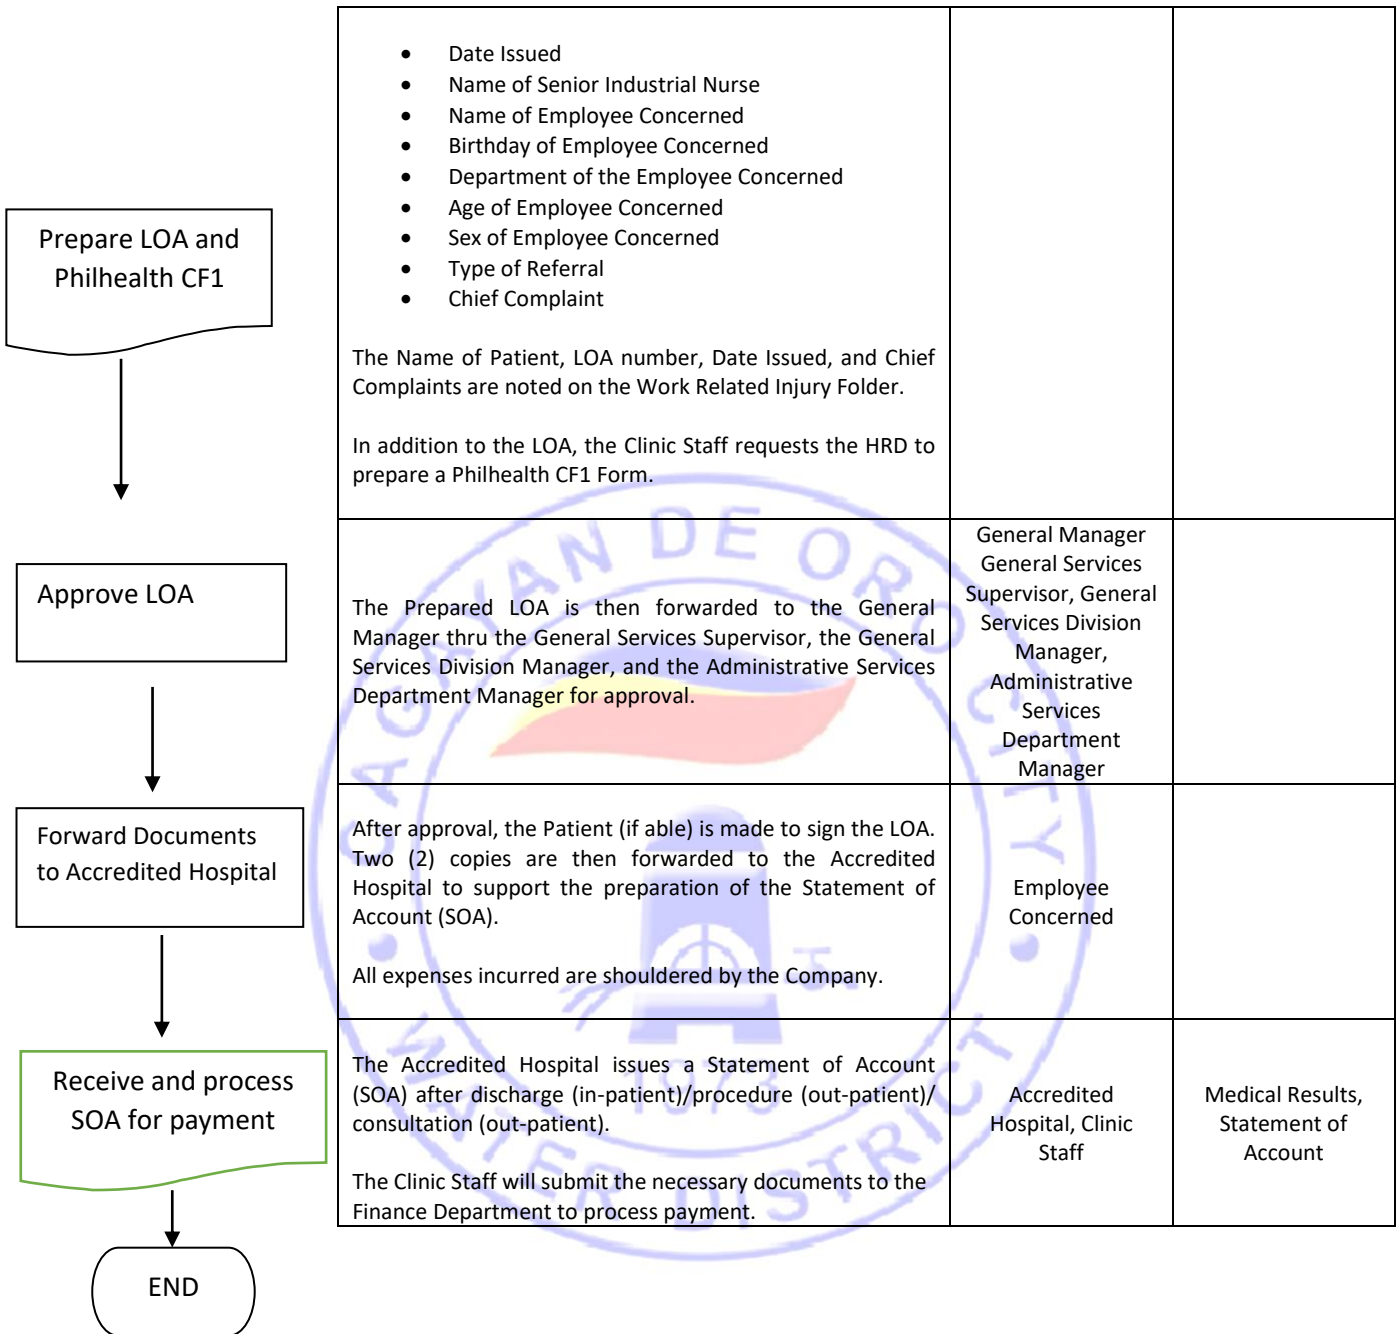 Prepare LOA and
Philhealth CF1
• Date Issued
• Name of Senior Industrial Nurse
• Name of Employee Concerned
• Birthday of Employee Concerned
• Department of the Employee Concerned
• Age of Employee Concerned
• Sex of Employee Concerned
• Type of Referral
• Chief Complaint
The Name of Patient, LOA number, Date Issued, and Chief
Complaints are noted on the Work Related Injury Folder.
In addition to the LOA, the Clinic Staff requests the HRD to
prepare a Philhealth CF1 Form.
Approve LOA
The Prepared LOA is then forwarded to the General
Manager thru the General Services Supervisor, the General
Services Division Manager, and the Administrative Services
Department Manager for approval.
General Manager
General Services
Supervisor, General
Services Division
Manager,
Administrative
Services
Department
Manager
Forward Documents
to Accredited Hospital
After approval, the Patient (if able) is made to sign the LOA.
Two (2) copies are then forwarded to the Accredited
Hospital to support the preparation of the Statement of
Account (SOA).
All expenses incurred are shouldered by the Company.
Employee
Concerned
Receive and process
SOA for payment
The Accredited Hospital issues a Statement of Account
(SOA) after discharge (in-patient)/procedure (out-patient)/
consultation (out-patient).
The Clinic Staff will submit the necessary documents to the
Finance Department to process payment.
Accredited
Hospital, Clinic
Staff
Medical Results,
Statement of
Account
END
CAGAYAN DE ORO CITY
WATER DISTRICT
1973